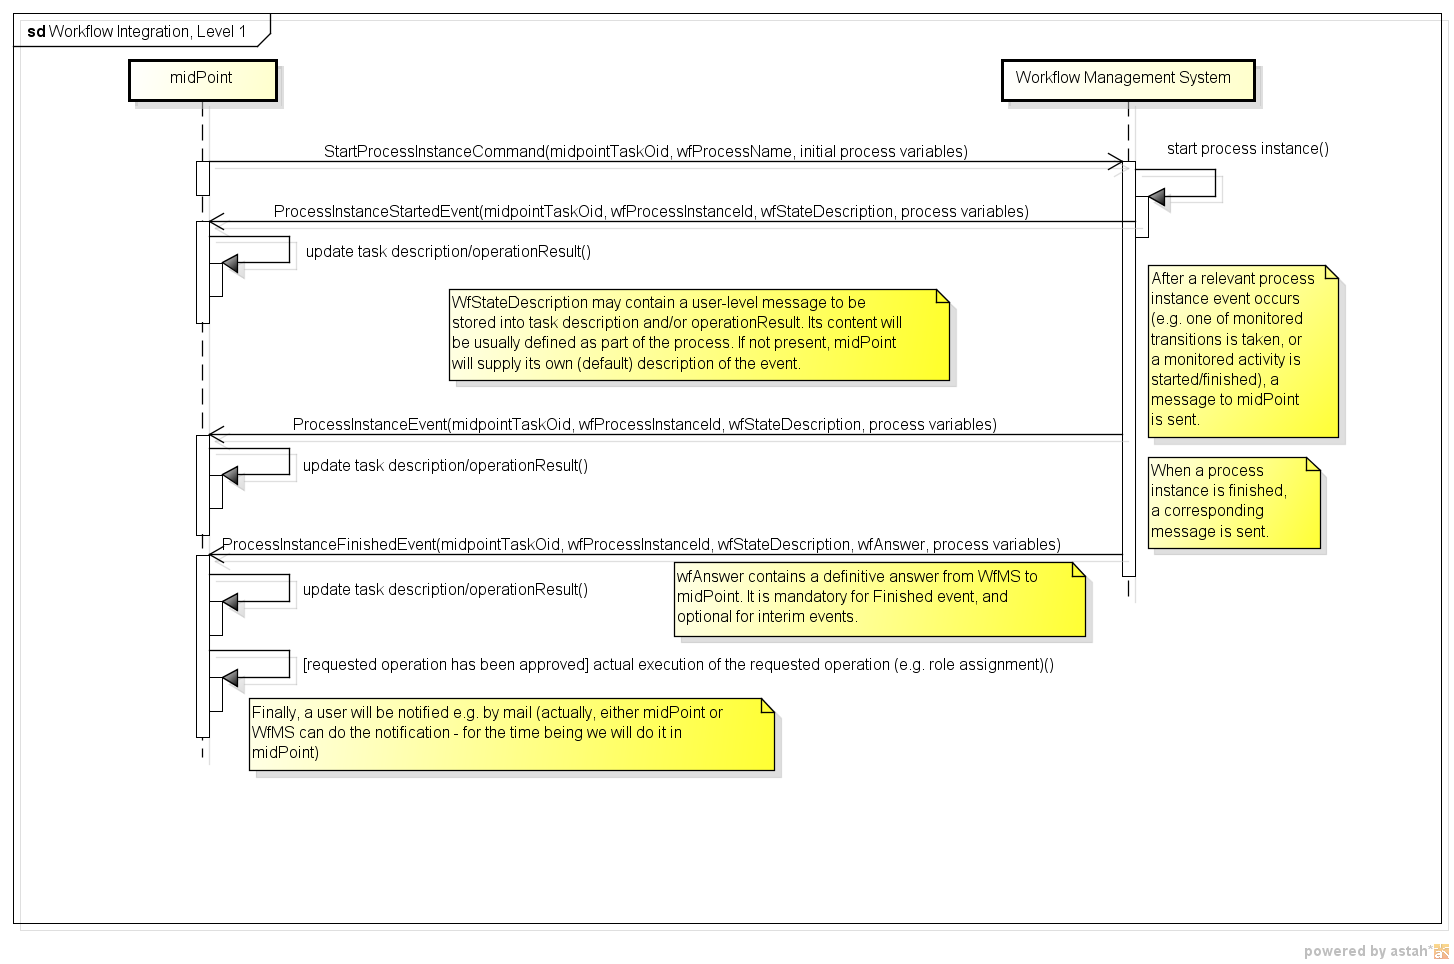 sd Workflow Integration, Level 1
midPoint
Workflow Management System
StartProcessInstanceCommand(midpointTaskOid, wfProcessName, initial process variables)
start process instance()
ProcessInstanceStartedEvent(midpointTaskOid, wfProcessInstanceId, wfStateDescription, process variables)
update task description/operationResult()
WfStateDescription may contain a user-level message to be
stored into task description and/or operationResult. Its content will
be usually defined as part of the process. If not present, midPoint
will supply its own (default) description of the event.
After a relevant process
instance event occurs
(e.g. one of monitored
transitions is taken, or
a monitored activity is
started/finished), a
message to midPoint
is sent.
ProcessInstanceEvent(midpointTaskOid, wfProcessInstanceId, wfStateDescription, process variables)
update task description/operationResult()
When a process
instance is finished,
a corresponding
message is sent.
ProcessInstanceFinishedEvent(midpointTaskOid, wfProcessInstanceId, wfStateDescription, wfAnswer, process variables)
update task description/operationResult()
wfAnswer contains a definitive answer from WfMS to
midPoint. It is mandatory for Finished event, and
optional for interim events.
[requested operation has been approved] actual execution of the requested operation (e.g. role assignment)()
Finally, a user will be notified e.g. by mail (actually, either midPoint or
WfMS can do the notification - for the time being we will do it in
midPoint)
powered by astah*